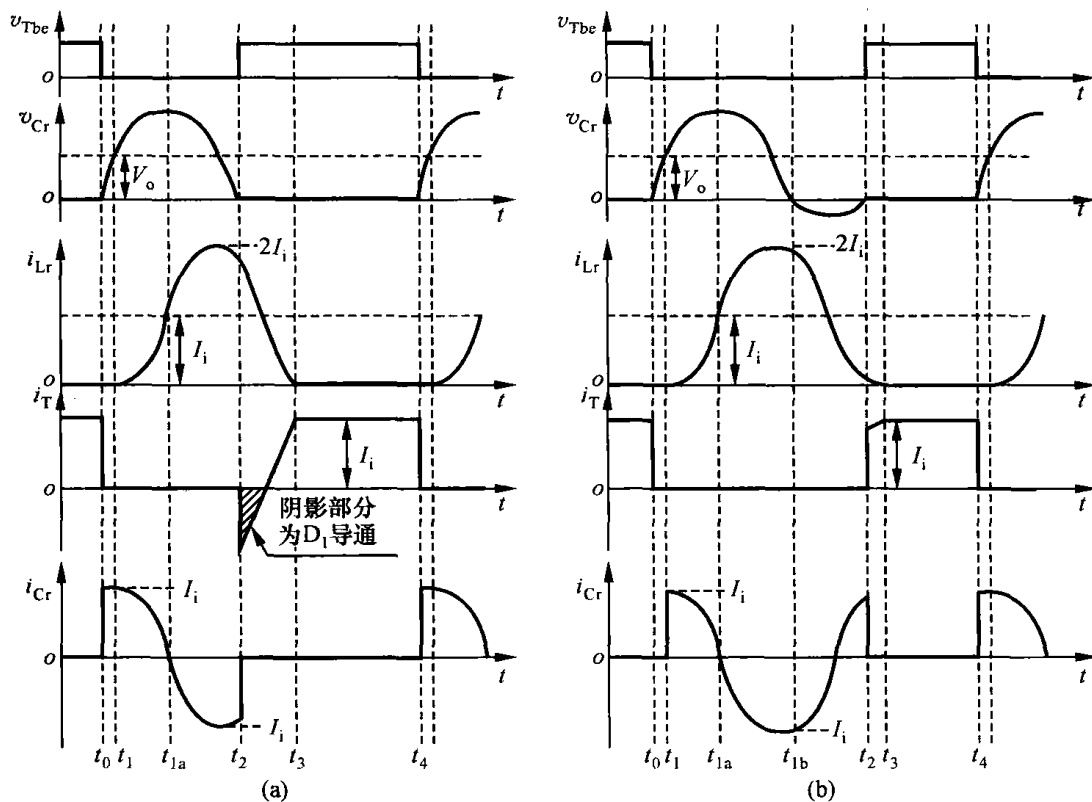 v_Tbe
o
t
v_Cr
V_o
o
t
i_Lr
2I_i
I_i
o
t
i_T
I_i
o
t
阴影部分
为D_1导通
i_Cr
I_i
o
t
I_i
t_0 t_1 t_1a t_2 t_3 t_4
(a)
v_Tbe
o
t
v_Cr
V_o
o
t
i_Lr
2I_i
I_i
o
t
i_T
I_i
o
t
i_Cr
I_i
o
t
I_i
t_0 t_1 t_1a t_1b t_2 t_3 t_4
(b)